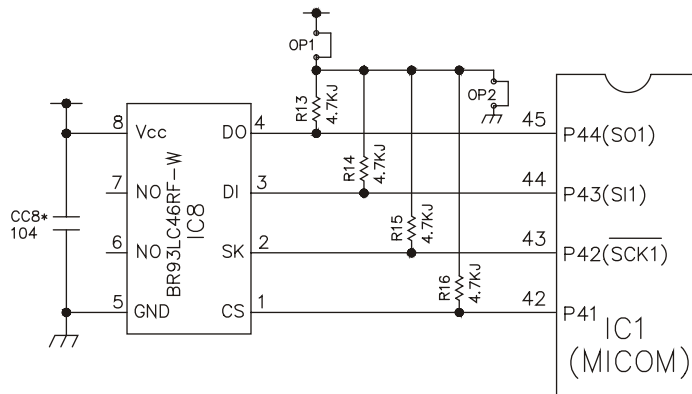 OP1
OP2
R13
4.7KJ
R14
4.7KJ
R15
4.7KJ
R16
4.7KJ
CC8*
104
8
Vcc
7
NO
6
NO
5
GND
BR93LC46RF-W
IC8
DO
4
DI
3
SK
2
CS
1
45
P44(SO1)
44
P43(SI1)
43
P42(SCK1)
42
P41
IC1
(MICOM)